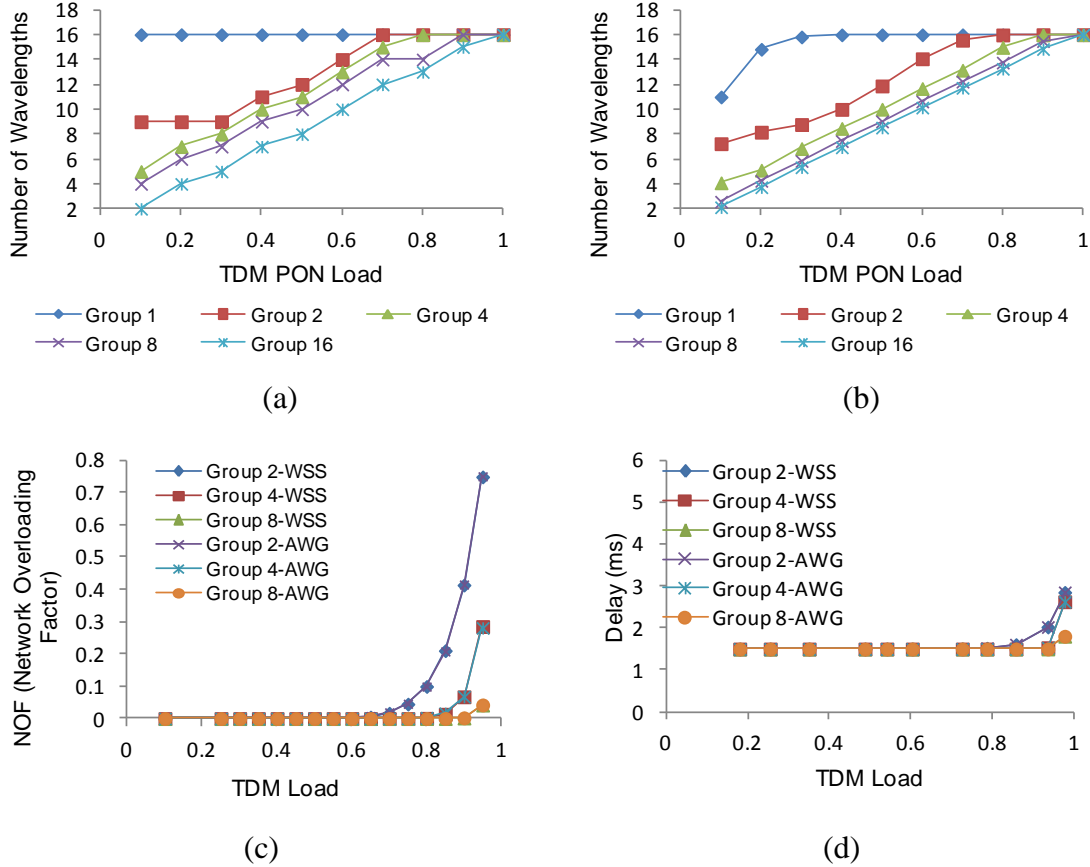 18
16
14
12
10
8
6
4
2
0 0.2 0.4 0.6 0.8 1
Number of Wavelengths
TDM PON Load
Group 1 Group 2 Group 4
Group 8 Group 16
(a)
18
16
14
12
10
8
6
4
2
0 0.2 0.4 0.6 0.8 1
Number of Wavelengths
TDM PON Load
Group 1 Group 2 Group 4
Group 8 Group 16
(b)
0.8
0.7
0.6
0.5
0.4
0.3
0.2
0.1
0
0 0.2 0.4 0.6 0.8 1
NOF (Network Overloading
Factor)
TDM Load
Group 2-WSS
Group 4-WSS
Group 8-WSS
Group 2-AWG
Group 4-AWG
Group 8-AWG
(c)
6
5
4
3
2
1
0
0 0.2 0.4 0.6 0.8 1
Delay (ms)
TDM Load
Group 2-WSS
Group 4-WSS
Group 8-WSS
Group 2-AWG
Group 4-AWG
Group 8-AWG
(d)